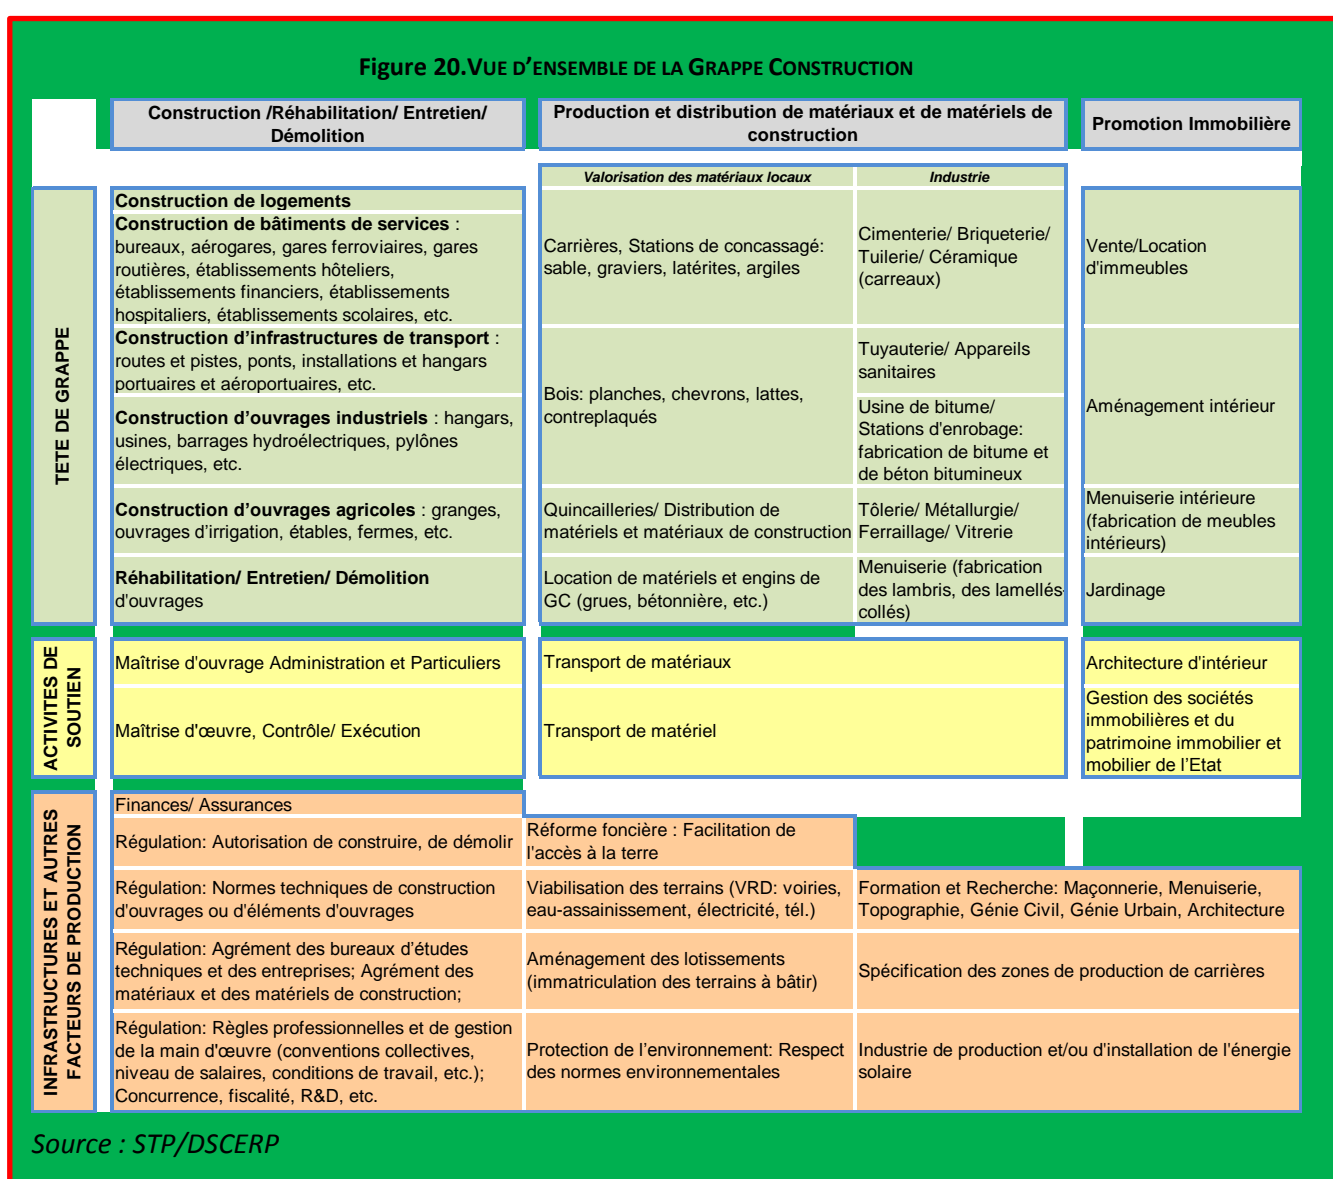 Figure 20.VUE D'ENSEMBLE DE LA GRAPPE CONSTRUCTION
Construction /Réhabilitation/ Entretien/
Démolition
Production et distribution de matériaux et de matériels de
construction
Promotion Immobilière
Valorisation des matériaux locaux
Industrie
TETE DE GRAPPE
Construction de logements
Construction de bâtiments de services :
bureaux, aérogares, gares ferroviaires, gares
routières, établissements hôteliers,
établissements financiers, établissements
hospitaliers, établissements scolaires, etc.
Construction d'infrastructures de transport :
routes et pistes, ponts, installations et hangars
portuaires et aéroportuaires, etc.
Construction d'ouvrages industriels : hangars,
usines, barrages hydroélectriques, pylônes
électriques, etc.
Construction d'ouvrages agricoles : granges,
ouvrages d'irrigation, étables, fermes, etc.
Réhabilitation/ Entretien/ Démolition
d'ouvrages
Carrières, Stations de concassagé:
sable, graviers, latérites, argiles
Bois: planches, chevrons, lattes,
contreplaqués
Quincailleries/ Distribution de
matériels et matériaux de construction
Location de matériels et engins de
GC (grues, bétonnière, etc.)
Cimenterie/ Briqueterie/
Tuilerie/ Céramique
(carreaux)
Tuyauterie/ Appareils
sanitaires
Usine de bitume/
Stations d'enrobage:
fabrication de bitume et
de béton bitumineux
Tôlerie/ Métallurgie/
Ferraillage/ Vitrerie
Menuiserie (fabrication
des lambris, des lamellés-
collés)
Vente/Location
d'immeubles
Aménagement intérieur
Menuiserie intérieure
(fabrication de meubles
intérieurs)
Jardinage
ACTIVITES DE
SOUTIEN
Maîtrise d'ouvrage Administration et Particuliers
Transport de matériaux
Architecture d'intérieur
Maîtrise d'œuvre, Contrôle/ Exécution
Transport de matériel
Gestion des sociétés
immobilières et du
patrimoine immobilier et
mobilier de l'Etat
INFRASTRUCTURES ET AUTRES
FACTEURS DE PRODUCTION
Finances/ Assurances
Régulation: Autorisation de construire, de démolir
Réforme foncière : Facilitation de
l'accès à la terre
Régulation: Normes techniques de construction
d'ouvrages ou d'éléments d'ouvrages
Viabilisation des terrains (VRD: voiries,
eau-assainissement, électricité, tél.)
Formation et Recherche: Maçonnerie, Menuiserie,
Topographie, Génie Civil, Génie Urbain, Architecture
Régulation: Agrément des bureaux d'études
techniques et des entreprises; Agrément des
matériaux et des matériels de construction;
Aménagement des lotissements
(immatriculation des terrains à bâtir)
Spécification des zones de production de carrières
Régulation: Règles professionnelles et de gestion
de la main d'œuvre (conventions collectives,
niveau de salaires, conditions de travail, etc.);
Concurrence, fiscalité, R&D, etc.
Protection de l'environnement: Respect
des normes environnementales
Industrie de production et/ou d'installation de l'énergie
solaire
Source : STP/DSCERP